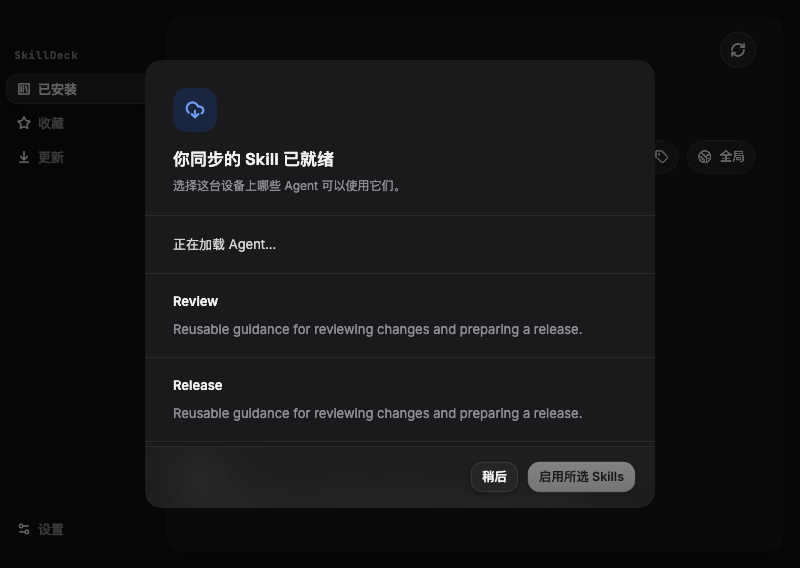 SkillDeck
已安装
收藏
更新
全局
你同步的 Skill 已就绪
选择这台设备上哪些 Agent 可以使用它们。
正在加载 Agent...
Review
Reusable guidance for reviewing changes and preparing a release.
Release
Reusable guidance for reviewing changes and preparing a release.
稍后
启用所选 Skills
设置